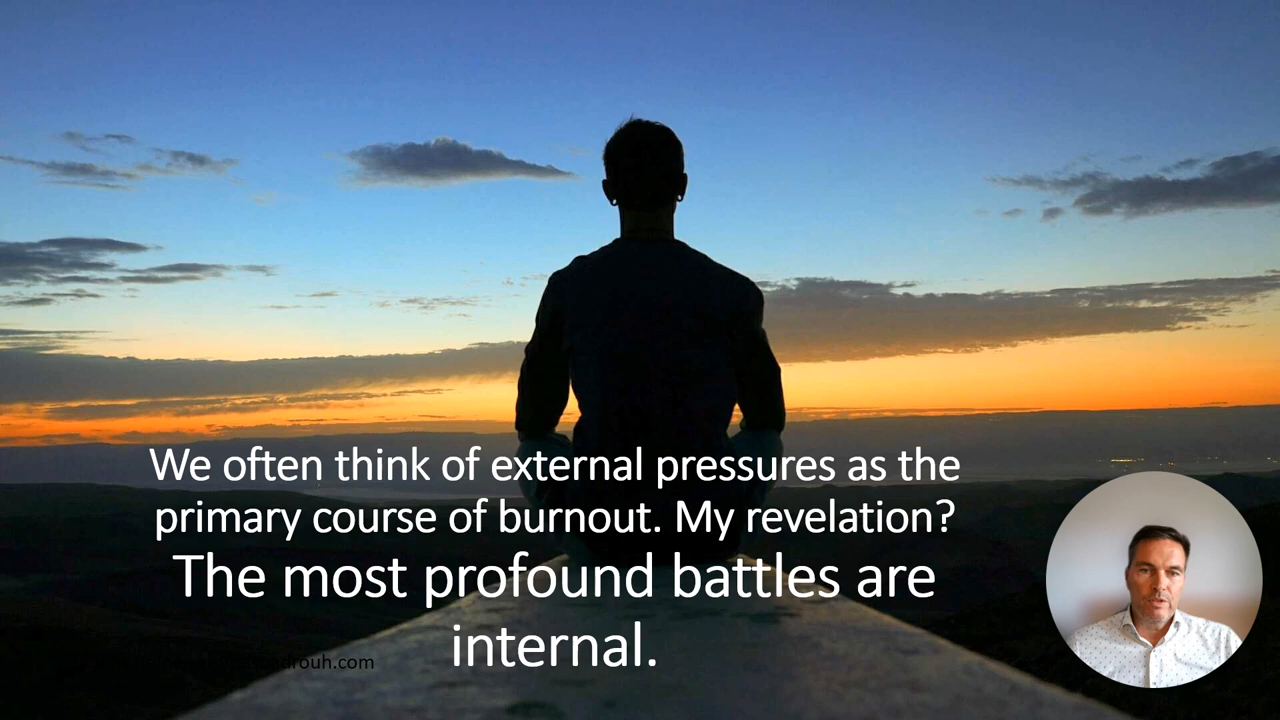 We often think of external pressures as the
primary course of burnout. My revelation?
The most profound battles are
internal.